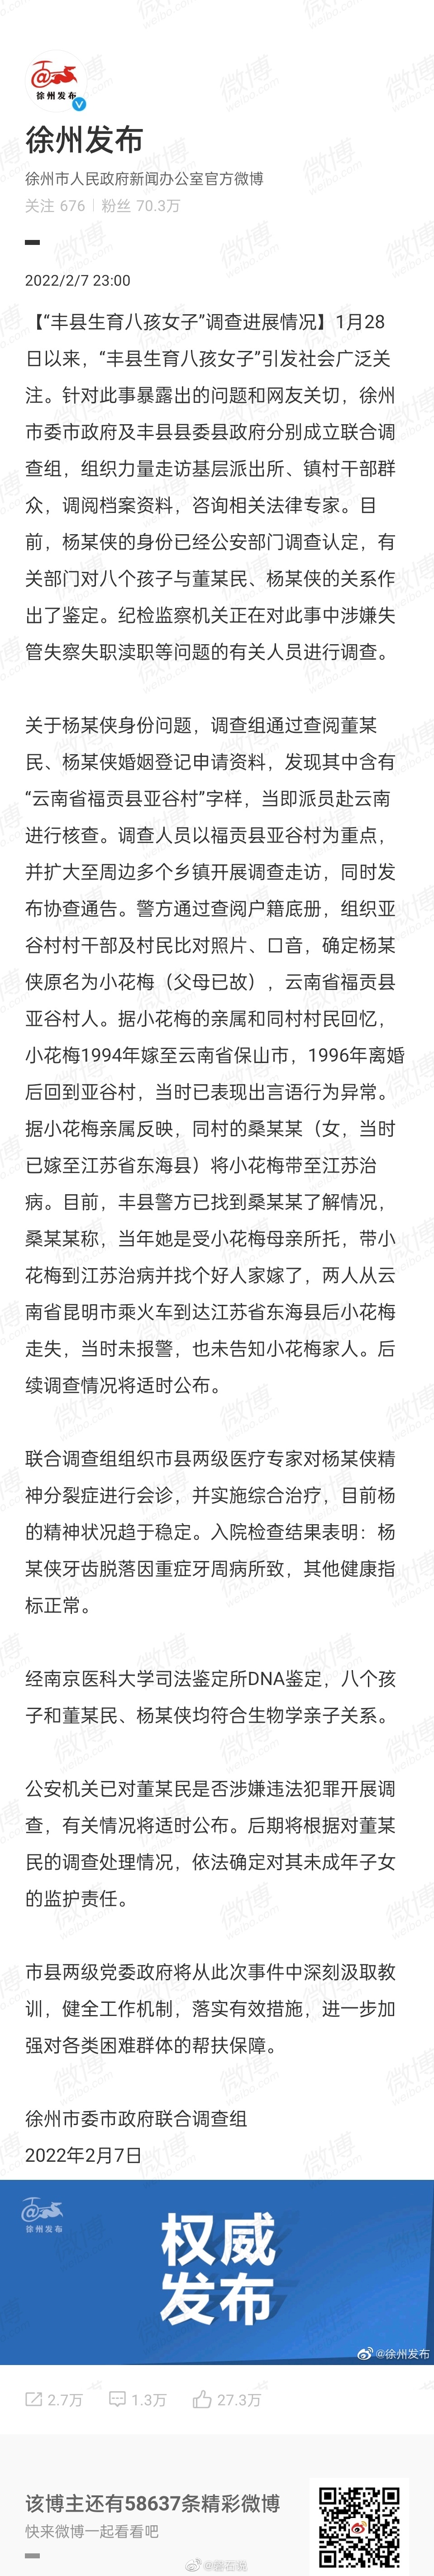 徐州发布
徐州发布
徐州市人民政府新闻办公室官方微博
关注 676 | 粉丝 70.3万
2022/2/7 23:00
【“丰县生育八孩女子”调查进展情况】1月28
日以来，“丰县生育八孩女子”引发社会广泛关
注。针对此事暴露出的问题和网友关切，徐州
市委市政府及丰县县委县政府分别成立联合调
查组，组织力量走访基层派出所、镇村干部群
众，调阅档案资料，咨询相关法律专家。目
前，杨某侠的身份已经公安部门调查认定，有
关部门对八个孩子与董某民、杨某侠的关系作
出了鉴定。纪检监察机关正在对此事中涉嫌失
管失察失职渎职等问题的有关人员进行调查。
关于杨某侠身份问题，调查组通过查阅董某
民、杨某侠婚姻登记申请资料，发现其中含有
“云南省福贡县亚谷村”字样，当即派员赴云南
进行核查。调查人员以福贡县亚谷村为重点，
并扩大至周边多个乡镇开展调查走访，同时发
布协查通告。警方通过查阅户籍底册，组织亚
谷村村干部及村民比对照片、口音，确定杨某
侠原名为小花梅（父母已故），云南省福贡县
亚谷村人。据小花梅的亲属和同村村民回忆，
小花梅1994年嫁至云南省保山市，1996年离婚
后回到亚谷村，当时已表现出言语行为异常。
据小花梅亲属反映，同村的桑某某（女，当时
已嫁至江苏省东海县）将小花梅带至江苏治
病。目前，丰县警方已找到桑某某了解情况，
桑某某称，当年她是受小花梅母亲所托，带小
花梅到江苏治病并找个好人家嫁了，两人从云
南省昆明市乘火车到达江苏省东海县后小花梅
走失，当时未报警，也未告知小花梅家人。后
续调查情况将适时公布。
联合调查组组织市县两级医疗专家对杨某侠精
神分裂症进行会诊，并实施综合治疗，目前杨
的精神状况趋于稳定。入院检查结果表明：杨
某侠牙齿脱落因重症牙周病所致，其他健康指
标正常。
经南京医科大学司法鉴定所DNA鉴定，八个孩
子和董某民、杨某侠均符合生物学亲子关系。
公安机关已对董某民是否涉嫌违法犯罪开展调
查，有关情况将适时公布。后期将根据对董某
民的调查处理情况，依法确定对其未成年子女
的监护责任。
市县两级党委政府将从此次事件中深刻汲取教
训，健全工作机制，落实有效措施，进一步加
强对各类困难群体的帮扶保障。
徐州市委市政府联合调查组
2022年2月7日
徐州发布
权威
发布
@徐州发布
2.7万 1.3万 27.3万
该博主还有58637条精彩微博
快来微博一起看看吧